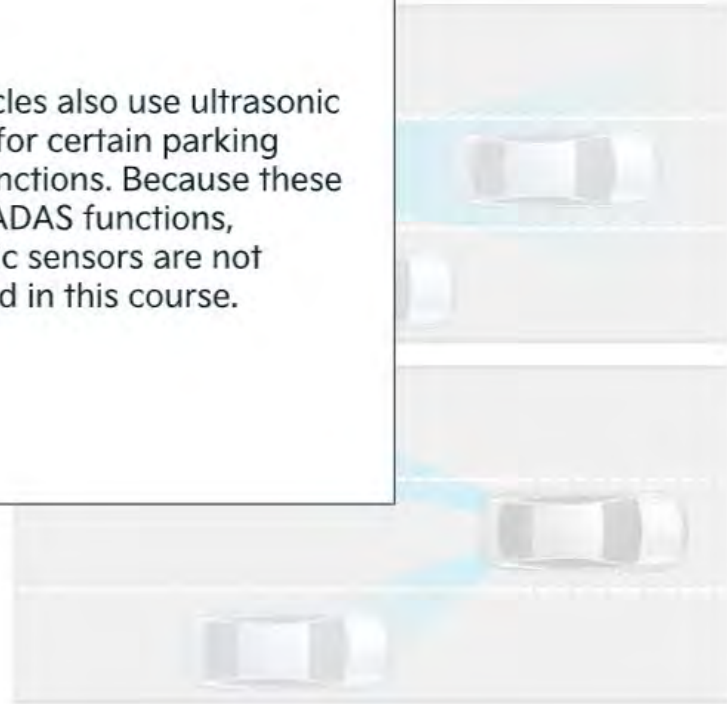 cles also use ultrasonic
for certain parking
nctions. Because these
ADAS functions,
c sensors are not
d in this course.